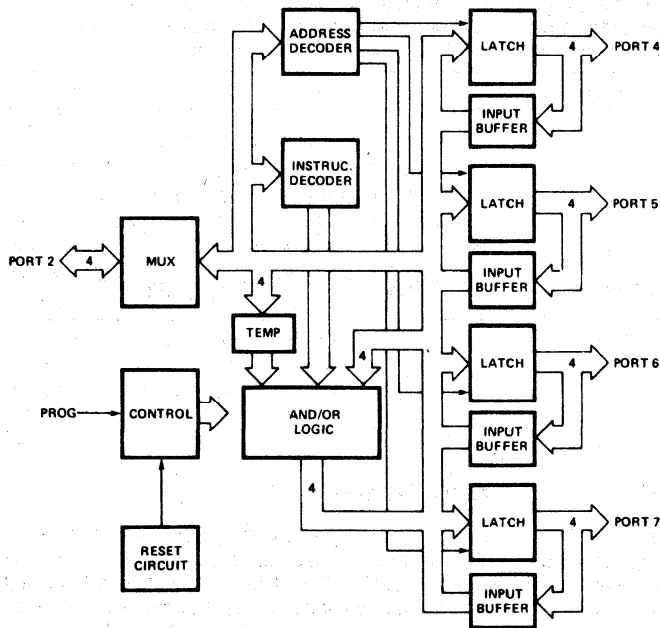 ADDRESS
DECODER
LATCH
4
PORT 4
INPUT
BUFFER
INSTRUC.
DECODER
LATCH
4
PORT 5
PORT 2
4
MUX
INPUT
BUFFER
4
TEMP
4
LATCH
4
PORT 6
PROG
CONTROL
AND/OR
LOGIC
INPUT
BUFFER
4
LATCH
4
PORT 7
RESET
CIRCUIT
INPUT
BUFFER